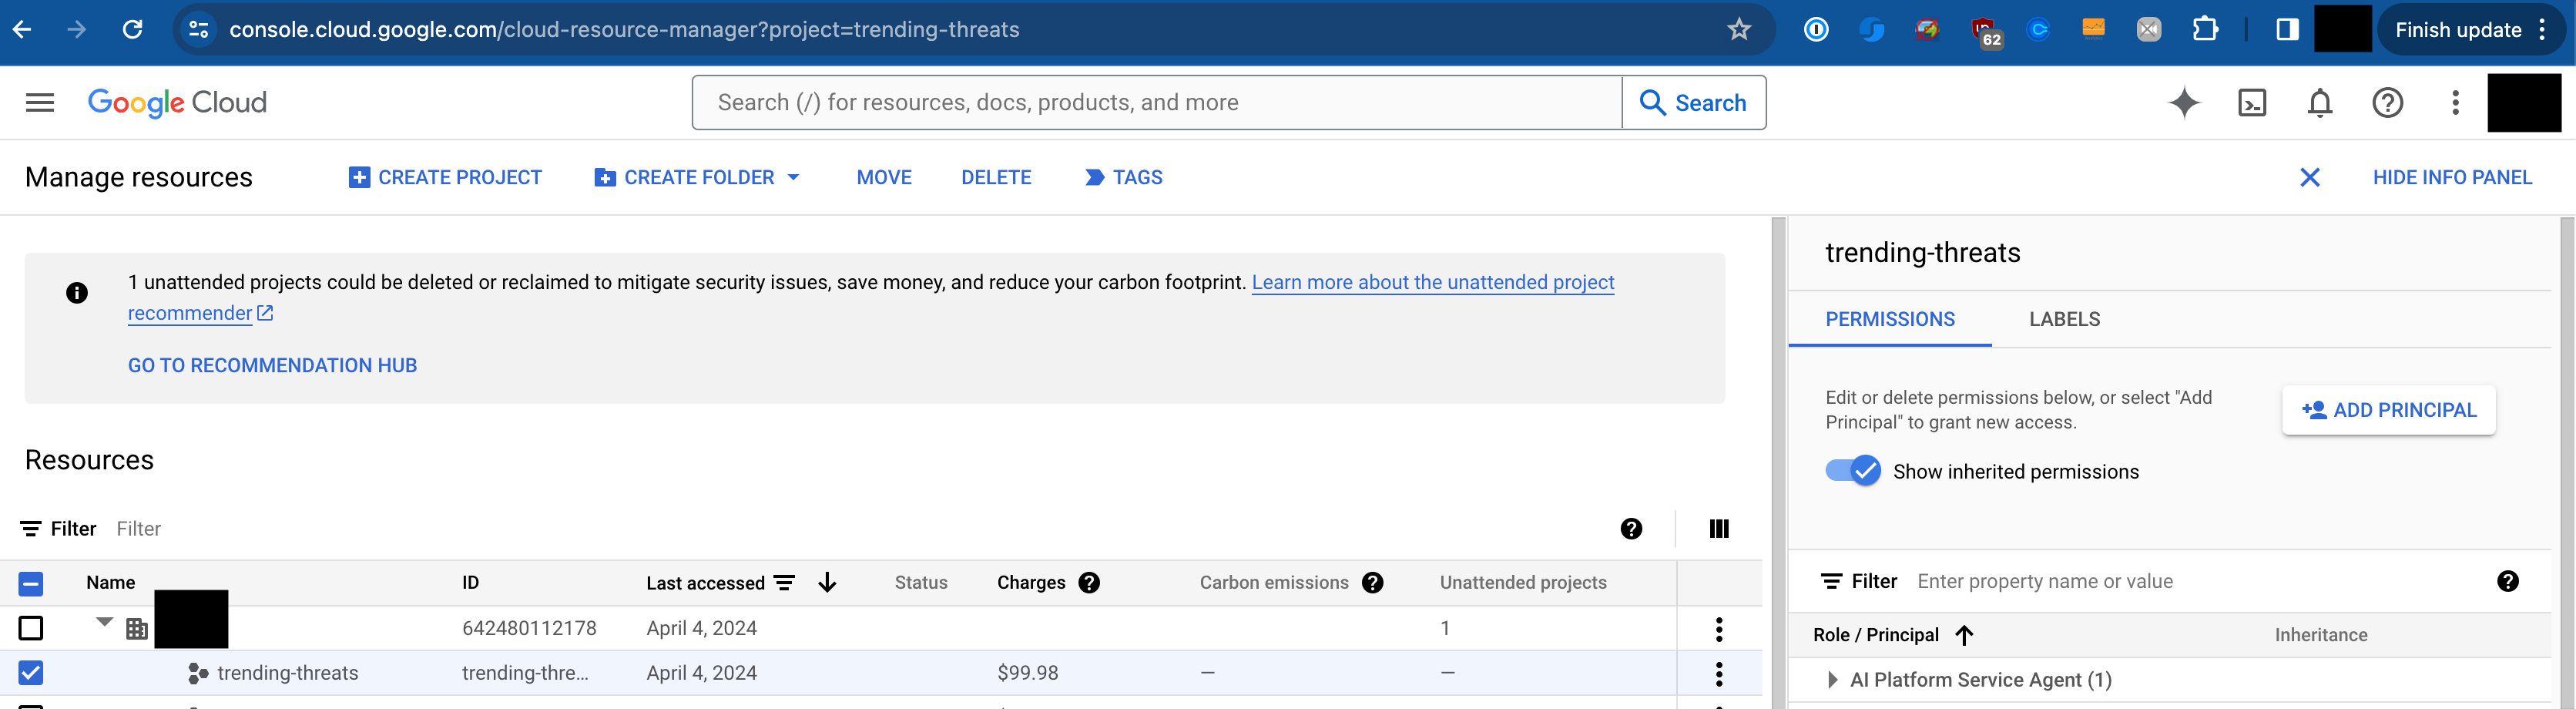 console.cloud.google.com/cloud-resource-manager?project=trending-threats
62
Finish update
Google Cloud
Search (/) for resources, docs, products, and more
Search
Manage resources
CREATE PROJECT
CREATE FOLDER
MOVE
DELETE
TAGS
HIDE INFO PANEL
1 unattended projects could be deleted or reclaimed to mitigate security issues, save money, and reduce your carbon footprint. Learn more about the unattended project
recommender
GO TO RECOMMENDATION HUB
Resources
Filter Filter
Name ID Last accessed Status Charges Carbon emissions Unattended projects
642480112178 April 4, 2024 1
trending-threats trending-thre... April 4, 2024 $99.98 — —
trending-threats
PERMISSIONS LABELS
Edit or delete permissions below, or select "Add
Principal" to grant new access.
ADD PRINCIPAL
Show inherited permissions
Filter Enter property name or value
Role / Principal Inheritance
AI Platform Service Agent (1)